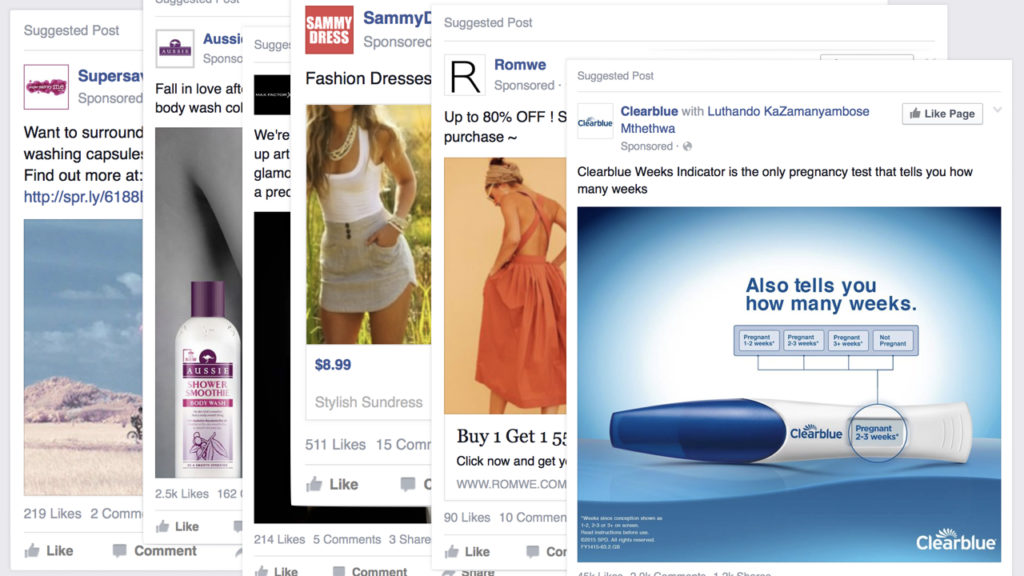 Suggested Post
Supersav
Sponsored
Want to surround
washing capsules
Find out more at:
http://spr.ly/6188
219 Likes 2 Comm
Like Comment
Suggested Post
AUSSIE
Aussie
Sponso
Fall in love aft
body wash col
AUSSIE
SHOWER
SMOOTHIE
BODY WASH
2.5k Likes 162
Like
Sugges
MAX FACTOR X
We're
up art
glamo
a prec
214 Likes 5 Comments 3 Share
Like Comment
SAMMY
DRESS
SammyD
Sponsored
Fashion Dresses
$8.99
Stylish Sundress
511 Likes 15 Comm
Like C
Suggested Post
R
Romwe
Sponsored ·
Up to 80% OFF ! S
purchase ~
Buy 1 Get 1 55
Click now and get y
WWW.ROMWE.COM
90 Likes 10 Commen
Like Co
Share
Suggested Post
Clearblue
Clearblue with Luthando KaZamanyambose
Mthethwa
Sponsored ·
Like Page
Clearblue Weeks Indicator is the only pregnancy test that tells you how
many weeks
Also tells you
how many weeks.
Pregnant 1-2 weeks* Pregnant 2-3 weeks* Pregnant 3+ weeks* Not Pregnant
Clearblue
Pregnant
2-3 weeks*
*Weeks since conception shown as
1-2, 2-3 or 3+ on screen.
Read instructions before use.
©2015 SPD. All rights reserved.
Clearblue